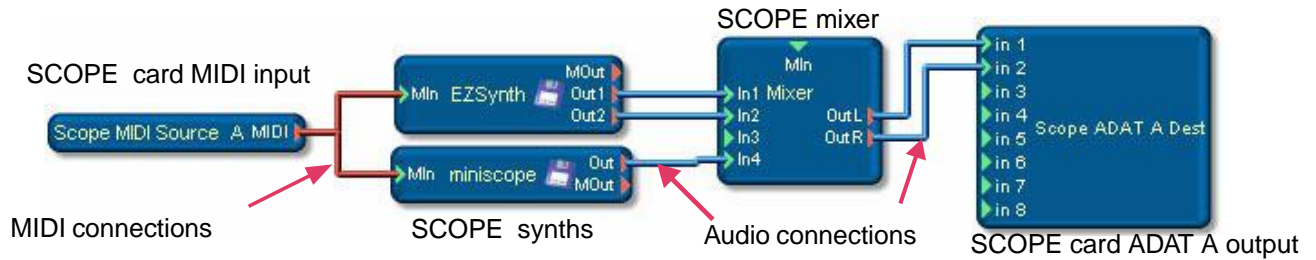 SCOPE mixer
SCOPE card MIDI input
Scope MIDI Source A MIDI
MIn EZSynth MOut
Out1
Out2
MIn miniscope Out
MOut
MIn
In1 Mixer
In2
In3
In4
OutL
OutR
in 1
in 2
in 3
in 4
in 5
in 6
in 7
in 8
Scope ADAT A Dest
MIDI connections
SCOPE synths
Audio connections
SCOPE card ADAT A output